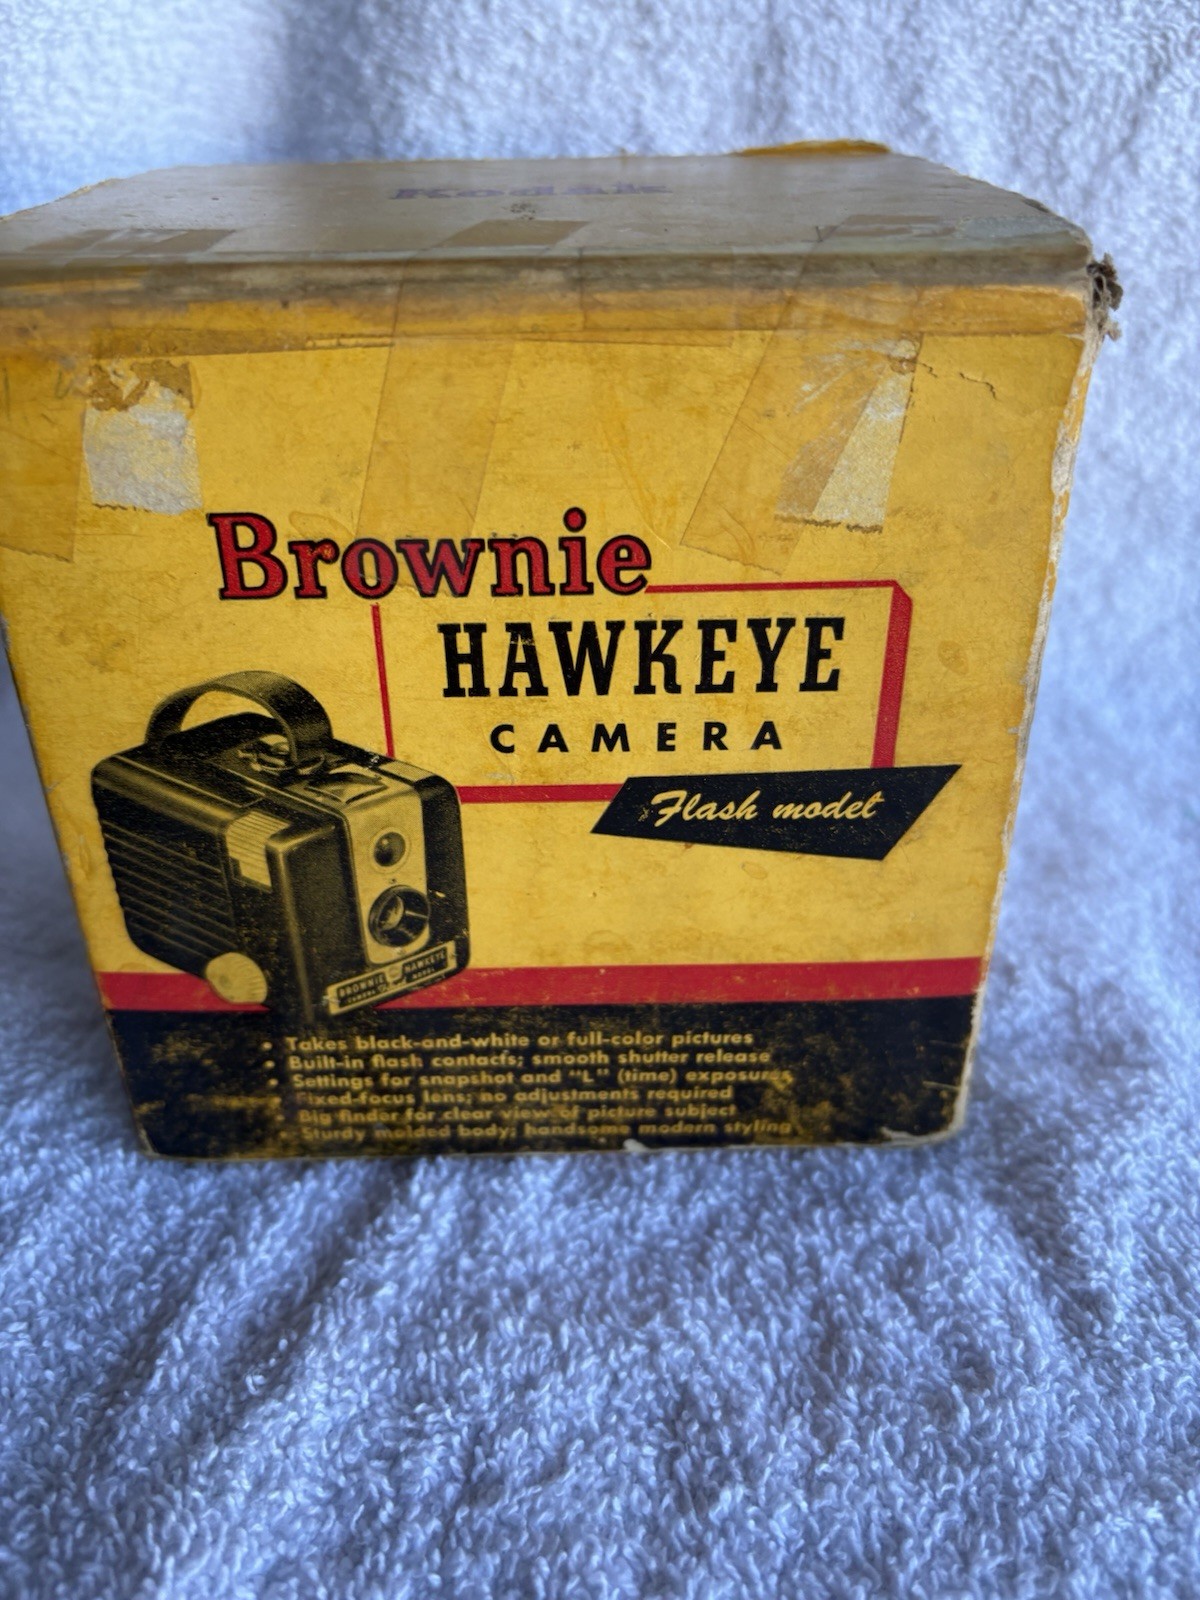 Kodak
Brownie
HAWKEYE
CAMERA
Flash model
BROWNIE HAWKEYE
CAMERA MODEL
• Takes black-and-white or full-color pictures
• Built-in flash contacts; smooth shutter release
• Settings for snapshot and "L" (time) exposures
• Fixed-focus lens; no adjustments required
• Big finder for clear view of picture subject
• Sturdy molded body; handsome modern styling